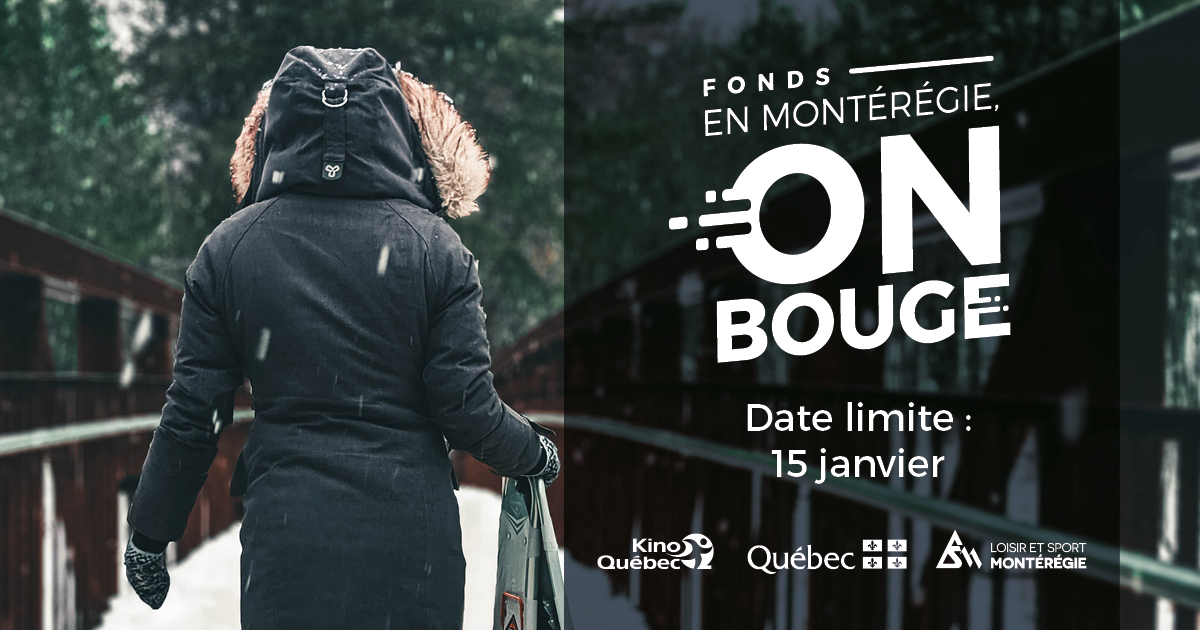 FONDS
EN MONTÉRÉGIE,
ON
BOUGE
Date limite :
15 janvier
Kino
Québec
Québec
LOISIR ET SPORT
MONTÉRÉGIE